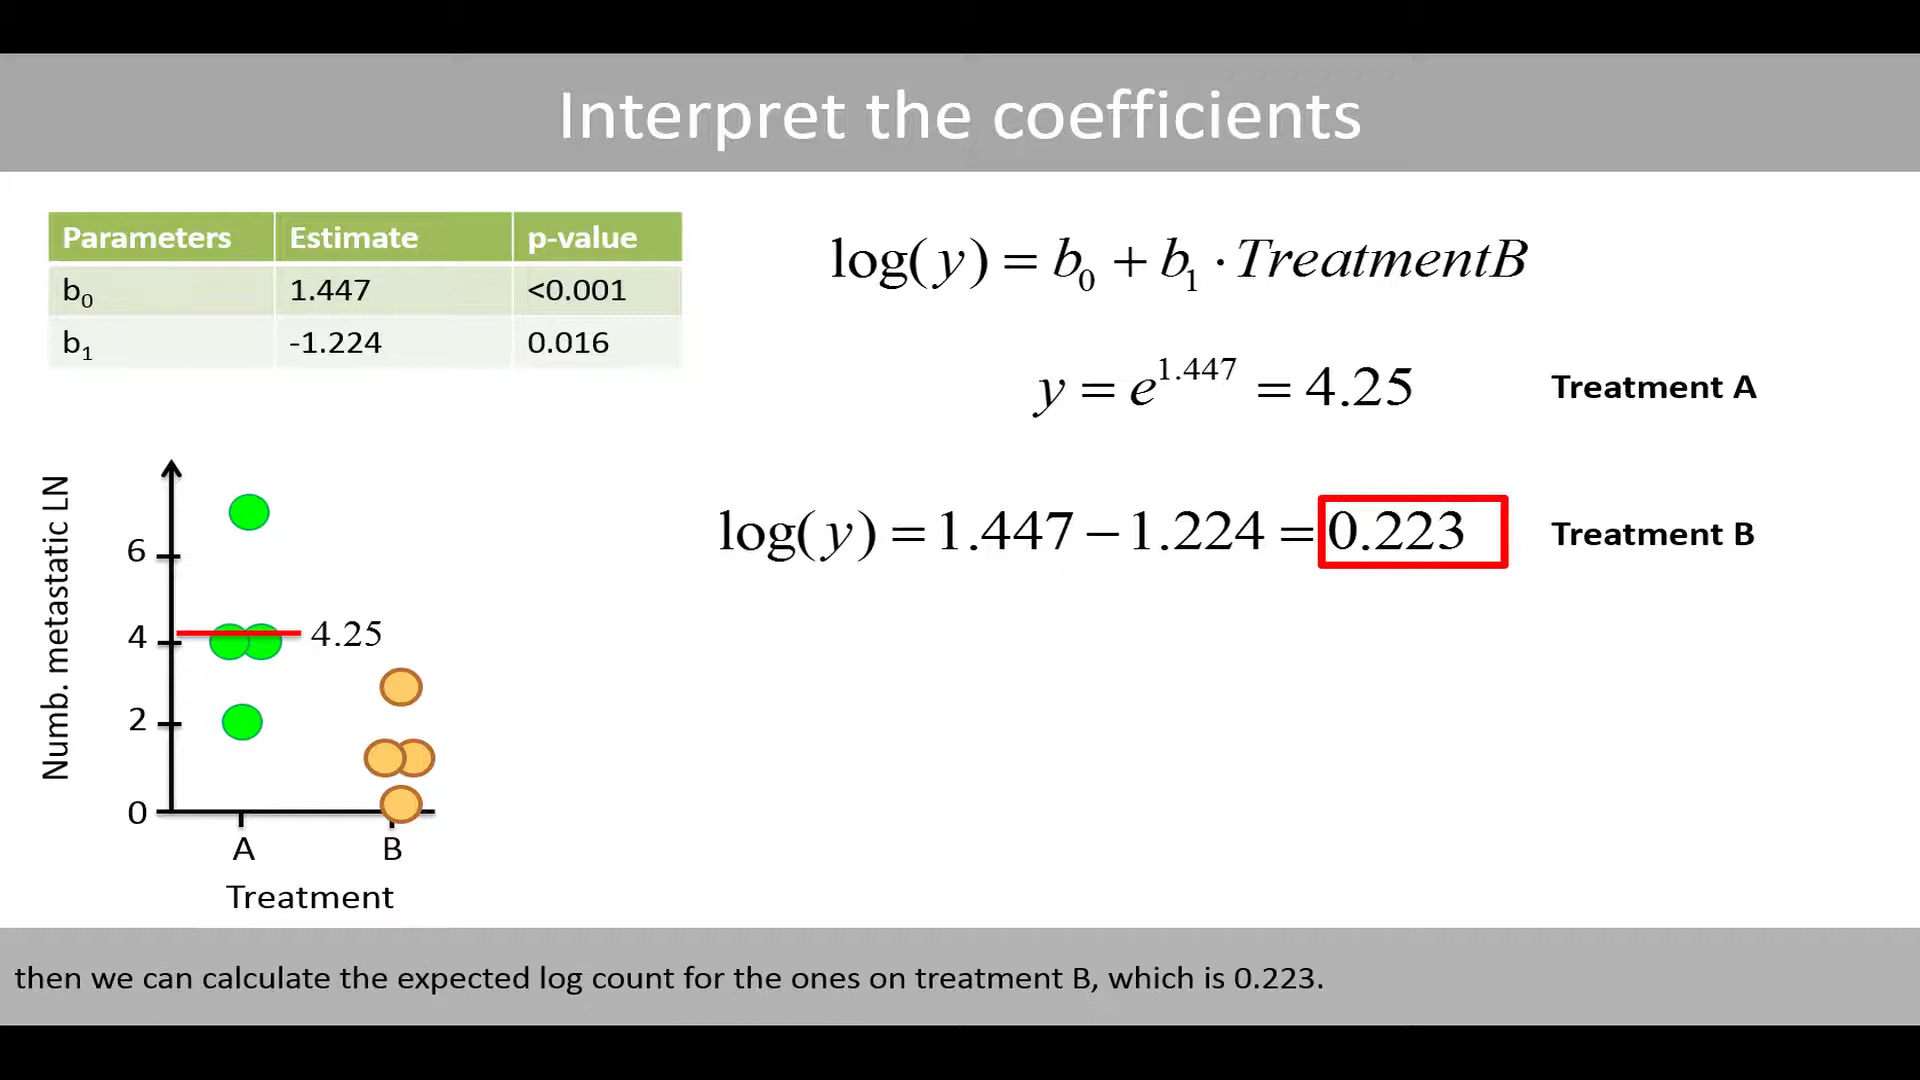 Interpret the coefficients
Parameters Estimate p-value
b₀ 1.447 <0.001
b₁ -1.224 0.016
log(y) = b₀ + b₁ · TreatmentB
y = e^1.447 = 4.25 Treatment A
log(y) = 1.447 − 1.224 = 0.223 Treatment B
Numb. metastatic LN
6
4
2
0
4.25
A B
Treatment
then we can calculate the expected log count for the ones on treatment B, which is 0.223.